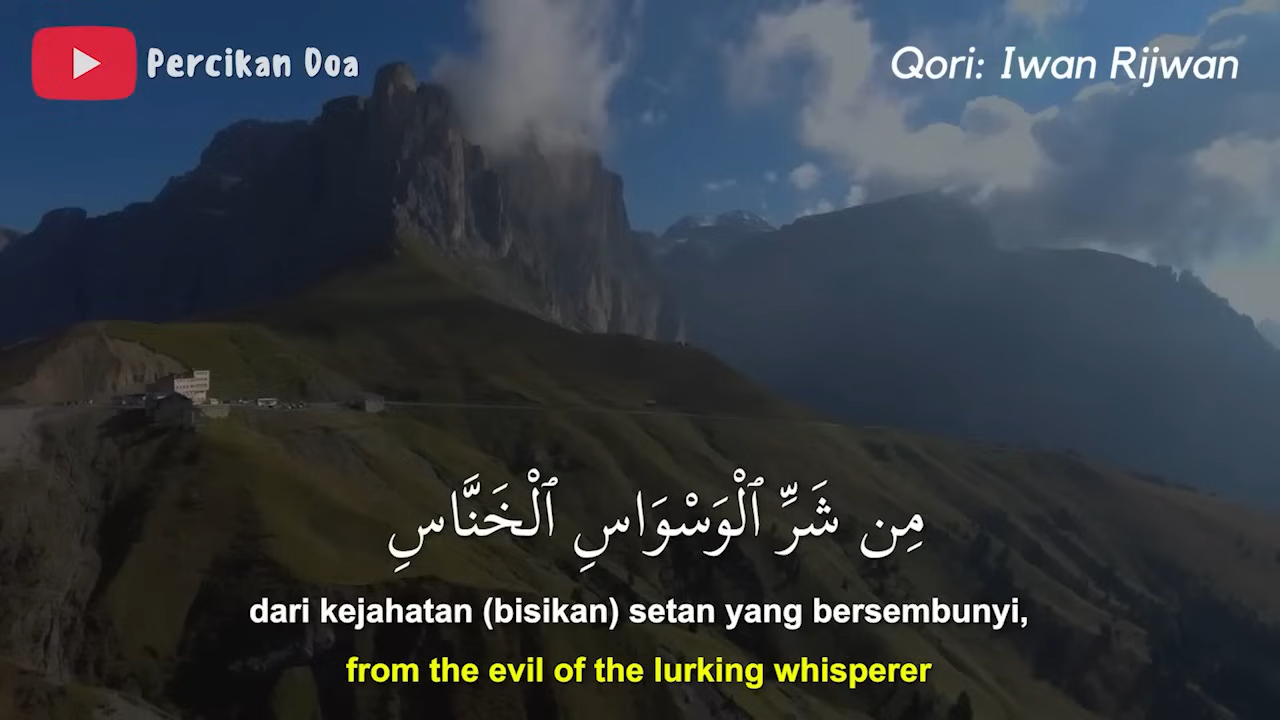 Percikan Doa
Qori: Iwan Rijwan
مِن شَرِّ ٱلْوَسْوَاسِ ٱلْخَنَّاسِ
dari kejahatan (bisikan) setan yang bersembunyi,
from the evil of the lurking whisperer